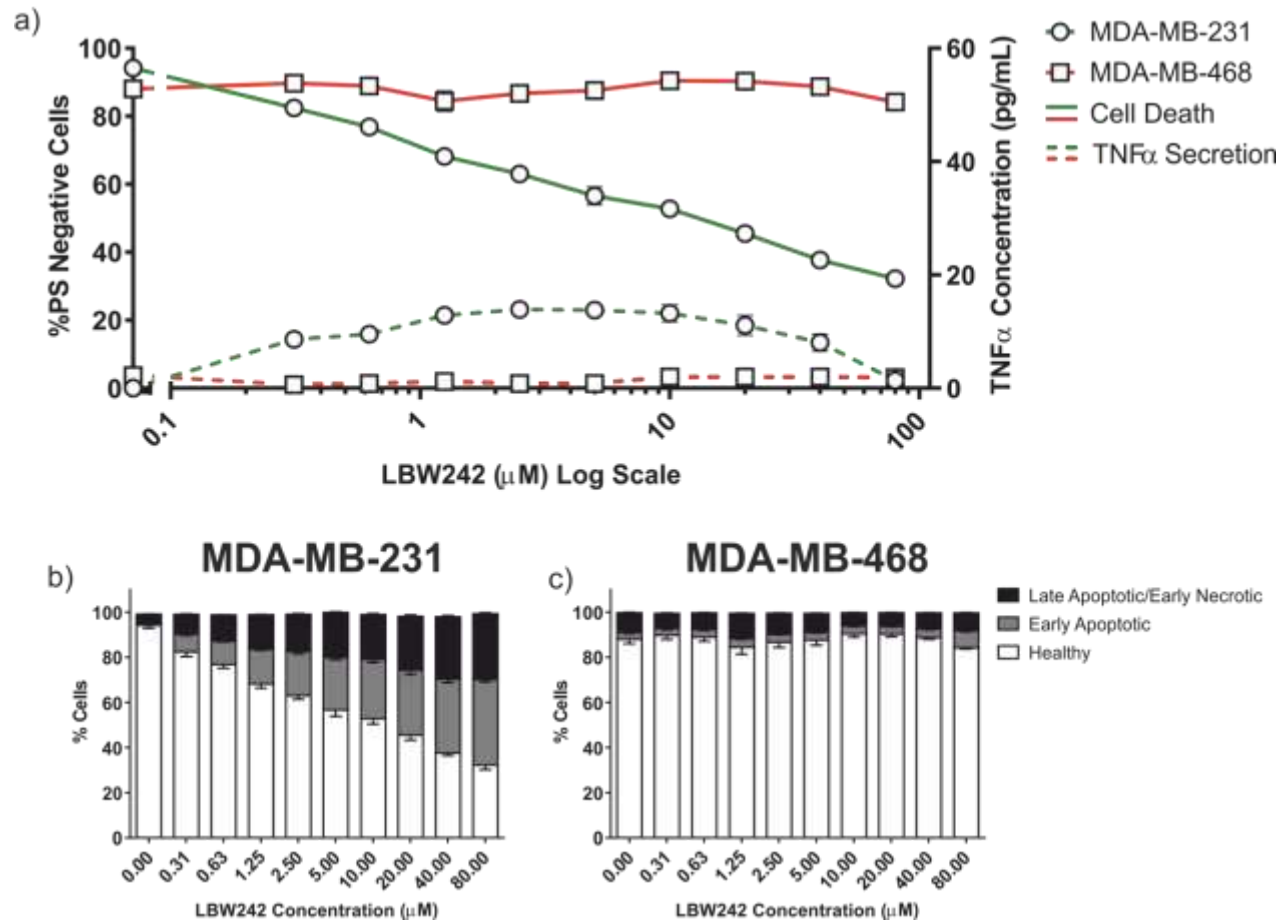 a)
100
80
60
40
20
0
%PS Negative Cells
60
40
20
0
TNFα Concentration (pg/mL)
MDA-MB-231
MDA-MB-468
Cell Death
TNFα Secretion
0.1
1
10
100
LBW242 (μM) Log Scale
b)
MDA-MB-231
100
80
60
40
20
0
% Cells
0.00
0.31
0.63
1.25
2.50
5.00
10.00
20.00
40.00
80.00
LBW242 Concentration (μM)
c)
MDA-MB-468
100
80
60
40
20
0
% Cells
0.00
0.31
0.63
1.25
2.50
5.00
10.00
20.00
40.00
80.00
LBW242 Concentration (μM)
Late Apoptotic/Early Necrotic
Early Apoptotic
Healthy